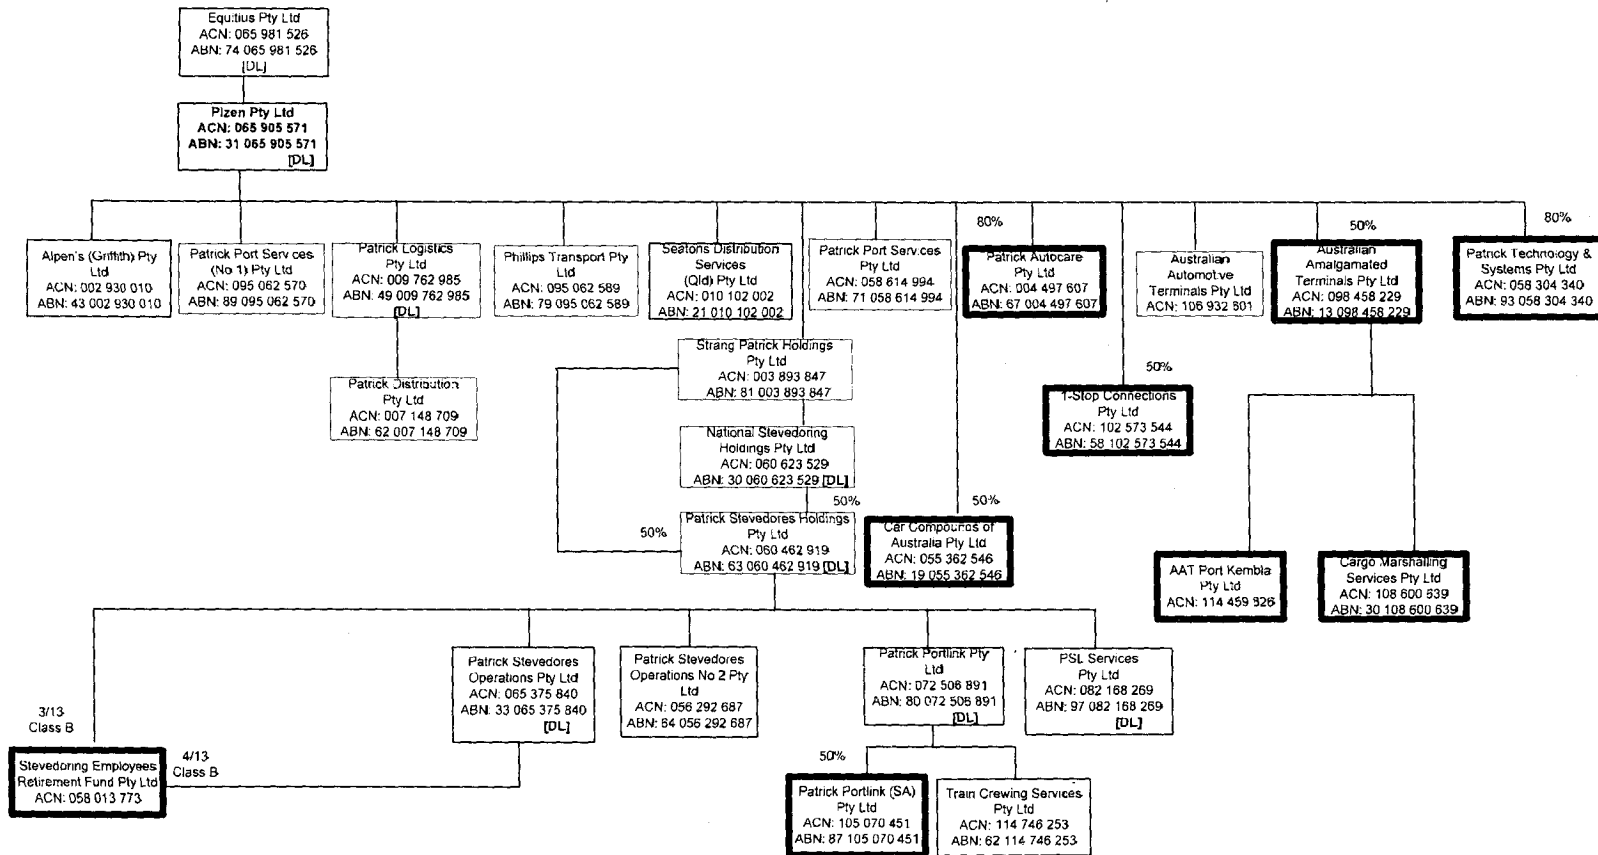 Equitius Pty Ltd
ACN: 065 981 526
ABN: 74 065 981 526
[DL]
Plzen Pty Ltd
ACN: 065 905 571
ABN: 31 065 905 571
[DL]
Alpen's (Griffith) Pty
Ltd
ACN: 002 930 010
ABN: 43 002 930 010
Patrick Port Services
(No 1) Pty Ltd
ACN: 095 062 570
ABN: 89 095 062 570
Patrick Logistics
Pty Ltd
ACN: 009 762 985
ABN: 49 009 762 985
[DL]
Phillips Transport Pty
Ltd
ACN: 095 062 589
ABN: 79 095 062 589
Seatons Distribution
Services
(Qld) Pty Ltd
ACN: 010 102 002
ABN: 21 010 102 002
Patrick Port Services
Pty Ltd
ACN: 058 614 994
ABN: 71 058 614 994
80%
Patrick Autocare
Pty Ltd
ACN: 004 497 607
ABN: 67 004 497 607
Australian
Automotive
Terminals Pty Ltd
ACN: 106 932 801
50%
Australian
Amalgamated
Terminals Pty Ltd
ACN: 098 458 229
ABN: 13 098 458 229
80%
Patrick Technology &
Systems Pty Ltd
ACN: 058 304 340
ABN: 93 058 304 340
Patrick Distribution
Pty Ltd
ACN: 007 148 709
ABN: 62 007 148 709
Strang Patrick Holdings
Pty Ltd
ACN: 003 893 847
ABN: 81 003 893 847
50%
1-Stop Connections
Pty Ltd
ACN: 102 573 544
ABN: 58 102 573 544
National Stevedoring
Holdings Pty Ltd
ACN: 060 623 529
ABN: 30 060 623 529 [DL]
50%
50%
Patrick Stevedores Holdings
Pty Ltd
ACN: 060 462 919
ABN: 63 060 462 919 [DL]
50%
Car Compounds of
Australia Pty Ltd
ACN: 055 362 546
ABN: 19 055 362 546
AAT Port Kembla
Pty Ltd
ACN: 114 459 826
Cargo Marshalling
Services Pty Ltd
ACN: 108 600 639
ABN: 30 108 600 639
Patrick Stevedores
Operations Pty Ltd
ACN: 065 375 840
ABN: 33 065 375 840
[DL]
Patrick Stevedores
Operations No 2 Pty
Ltd
ACN: 056 292 687
ABN: 64 056 292 687
Patrick Portlink Pty
Ltd
ACN: 072 506 891
ABN: 80 072 506 891
[DL]
PSL Services
Pty Ltd
ACN: 082 168 269
ABN: 97 082 168 269
[DL]
3/13
Class B
Stevedoring Employees
Retirement Fund Pty Ltd
ACN: 058 013 773
4/13
Class B
50%
Patrick Portlink (SA)
Pty Ltd
ACN: 105 070 451
ABN: 87 105 070 451
Train Crewing Services
Pty Ltd
ACN: 114 746 253
ABN: 62 114 746 253